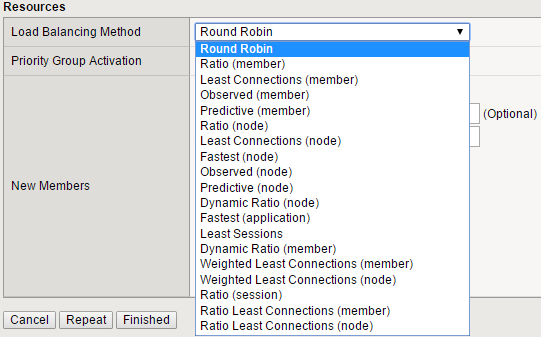 Resources
Load Balancing Method
Round Robin
Round Robin
Ratio (member)
Least Connections (member)
Observed (member)
Predictive (member)
Ratio (node)
Least Connections (node)
Fastest (node)
Observed (node)
Predictive (node)
Dynamic Ratio (node)
Fastest (application)
Least Sessions
Dynamic Ratio (member)
Weighted Least Connections (member)
Weighted Least Connections (node)
Ratio (session)
Ratio Least Connections (member)
Ratio Least Connections (node)
Priority Group Activation
New Members
(Optional)
Cancel Repeat Finished